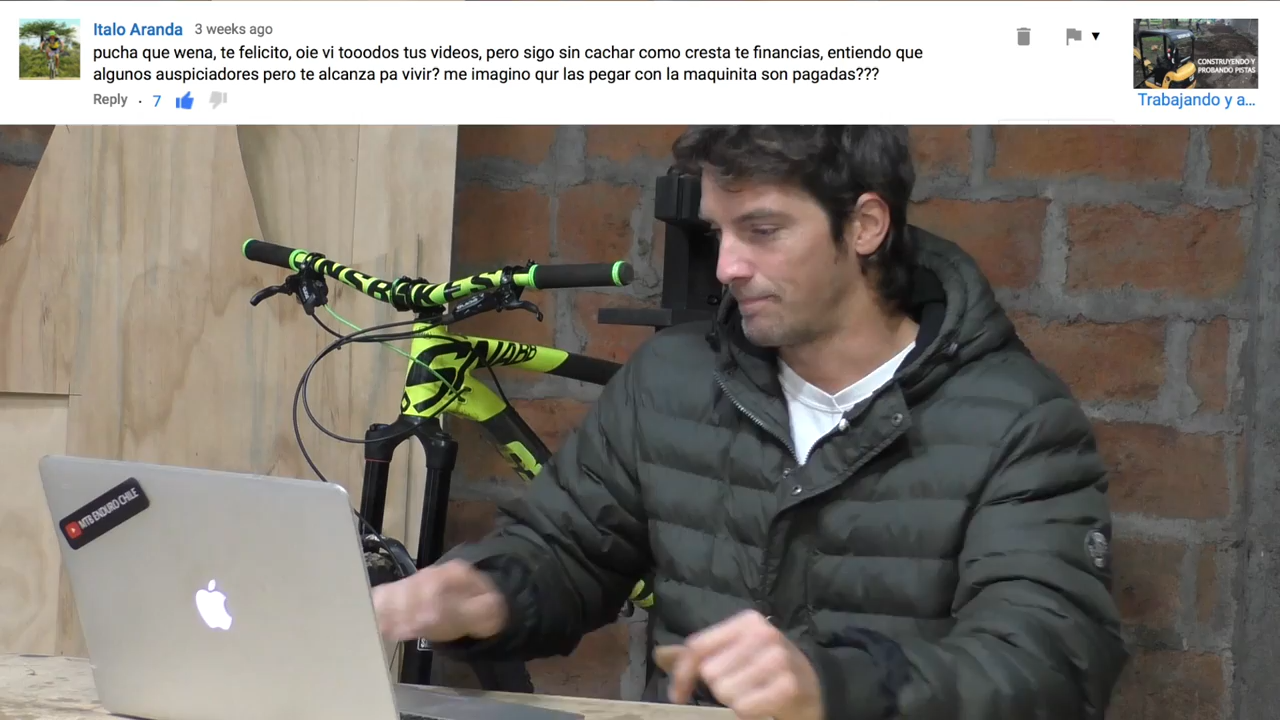 Italo Aranda 3 weeks ago
pucha que wena, te felicito, oie vi tooodos tus videos, pero sigo sin cachar como cresta te financias, entiendo que
algunos auspiciadores pero te alcanza pa vivir? me imagino qur las pegar con la maquinita son pagadas???
Reply · 7
CONSTRUYENDO Y
PROBANDO PISTAS
Trabajando y a...
MTB ENDURO CHILE